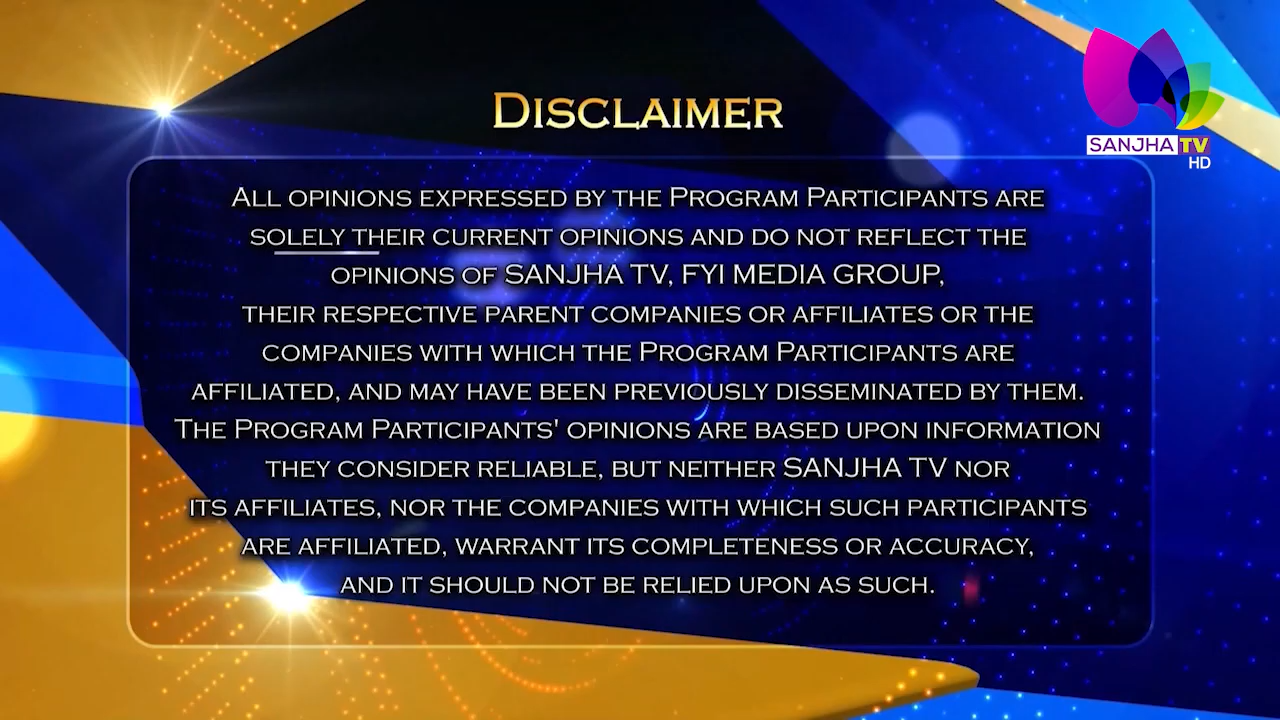 DISCLAIMER
SANJHA TV
HD
ALL OPINIONS EXPRESSED BY THE PROGRAM PARTICIPANTS ARE
SOLELY THEIR CURRENT OPINIONS AND DO NOT REFLECT THE
OPINIONS OF SANJHA TV, FYI MEDIA GROUP,
THEIR RESPECTIVE PARENT COMPANIES OR AFFILIATES OR THE
COMPANIES WITH WHICH THE PROGRAM PARTICIPANTS ARE
AFFILIATED, AND MAY HAVE BEEN PREVIOUSLY DISSEMINATED BY THEM.
THE PROGRAM PARTICIPANTS' OPINIONS ARE BASED UPON INFORMATION
THEY CONSIDER RELIABLE, BUT NEITHER SANJHA TV NOR
ITS AFFILIATES, NOR THE COMPANIES WITH WHICH SUCH PARTICIPANTS
ARE AFFILIATED, WARRANT ITS COMPLETENESS OR ACCURACY,
AND IT SHOULD NOT BE RELIED UPON AS SUCH.